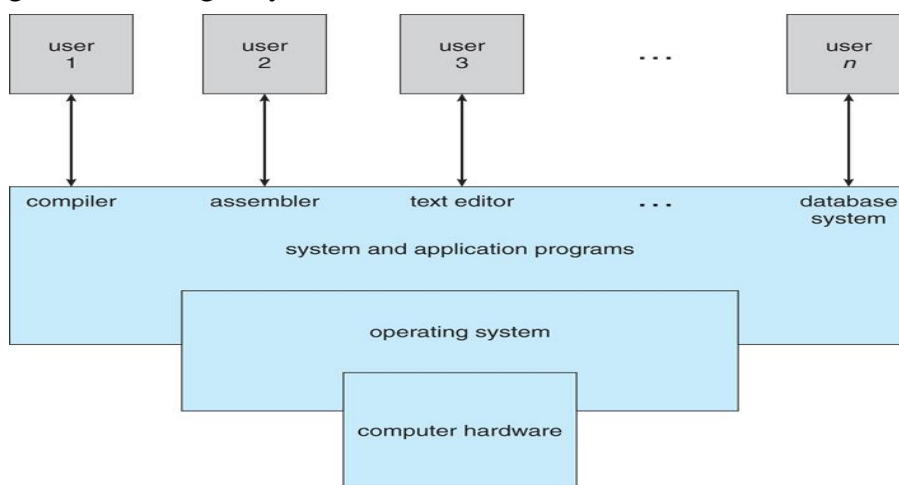 user
1
user
2
user
3
...
user
n
compiler
assembler
text editor
...
database
system
system and application programs
operating system
computer hardware